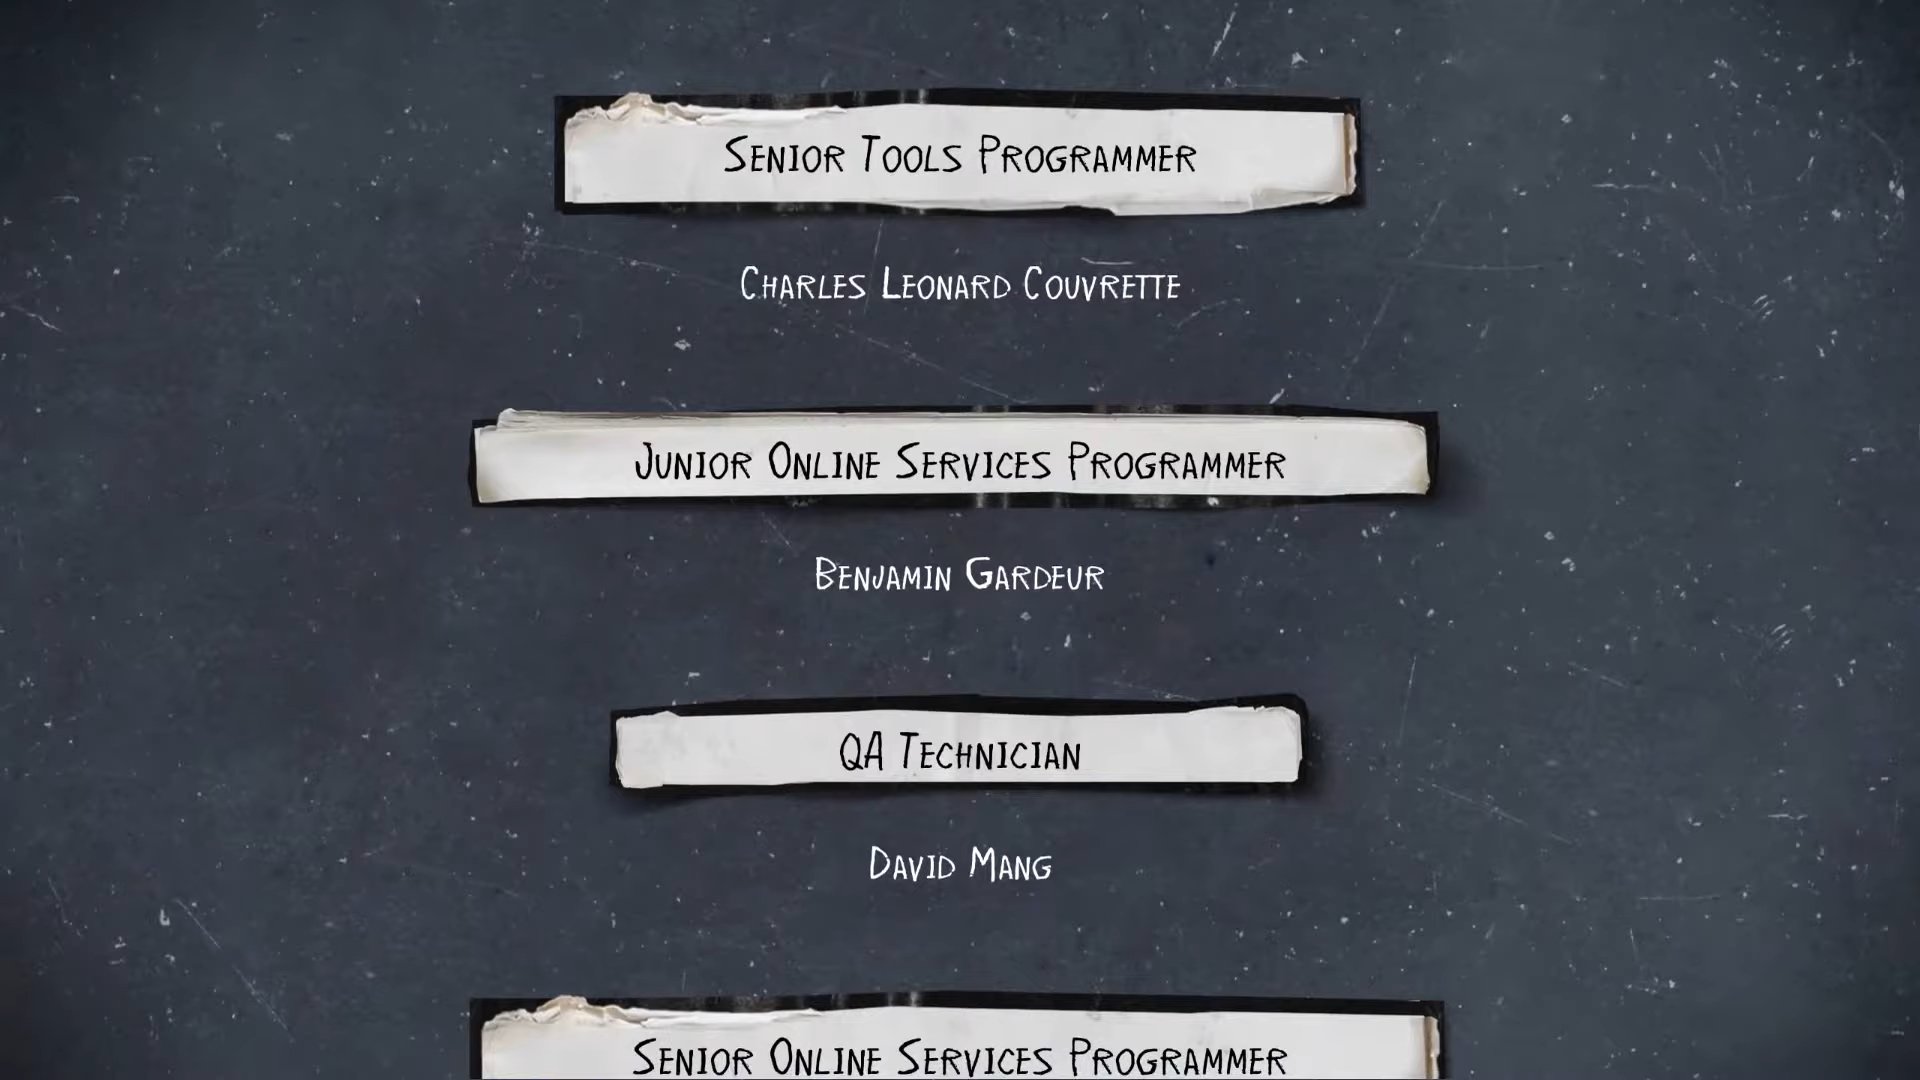 Senior Tools Programmer
Charles Leonard Couvrette
Junior Online Services Programmer
Benjamin Gardeur
QA Technician
David Mang
Senior Online Services Programmer